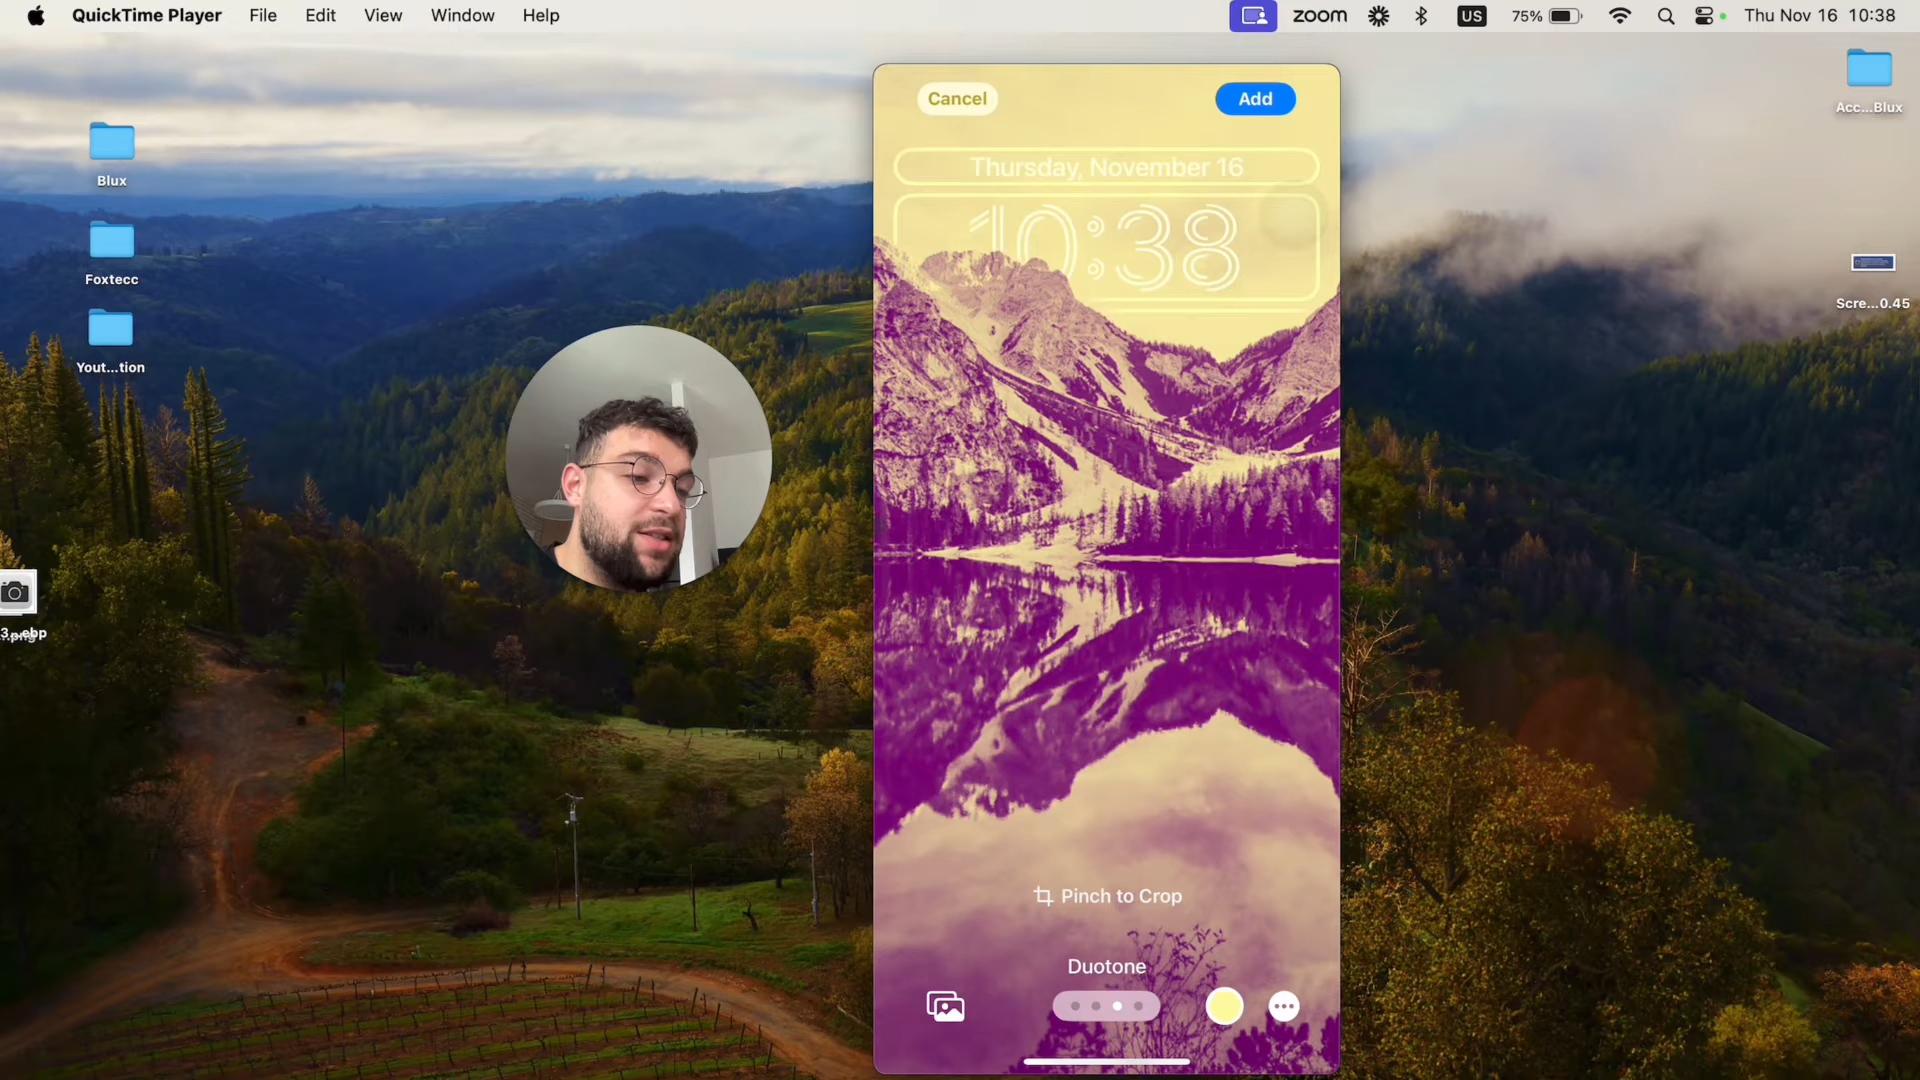 QuickTime Player File Edit View Window Help zoom US 75% Thu Nov 16 10:38
Cancel Add
Acc...Blux
Thursday, November 16
Blux
10:38
Foxtecc
Scre...0.45
Yout...tion
Pinch to Crop
Duotone